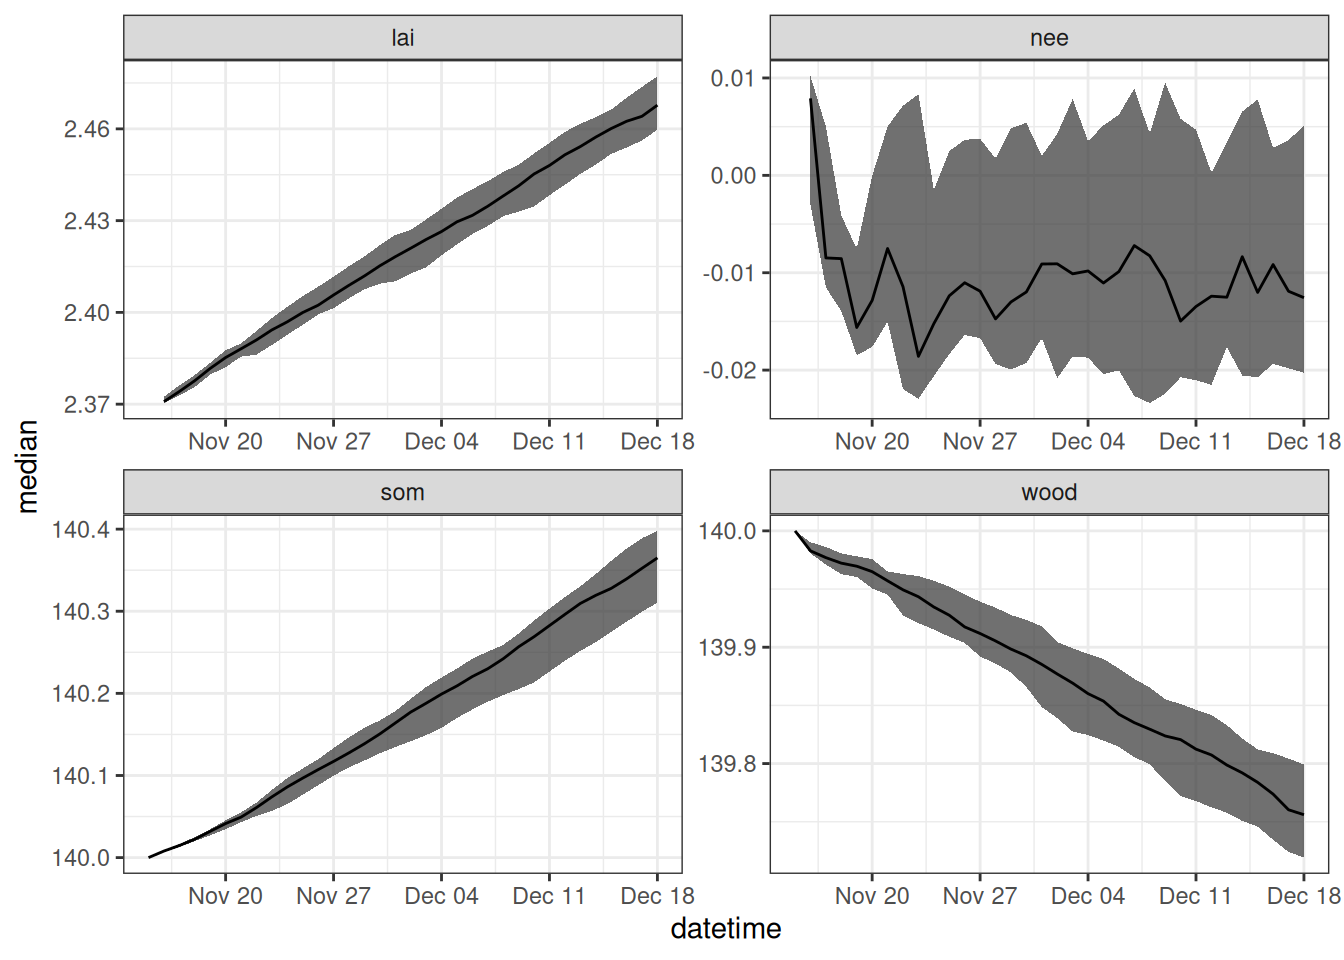 lai
nee
2.46
2.43
2.40
2.37
0.01
0.00
-0.01
-0.02
Nov 20 Nov 27 Dec 04 Dec 11 Dec 18
Nov 20 Nov 27 Dec 04 Dec 11 Dec 18
median
som
wood
140.4
140.3
140.2
140.1
140.0
140.0
139.9
139.8
Nov 20 Nov 27 Dec 04 Dec 11 Dec 18
Nov 20 Nov 27 Dec 04 Dec 11 Dec 18
datetime